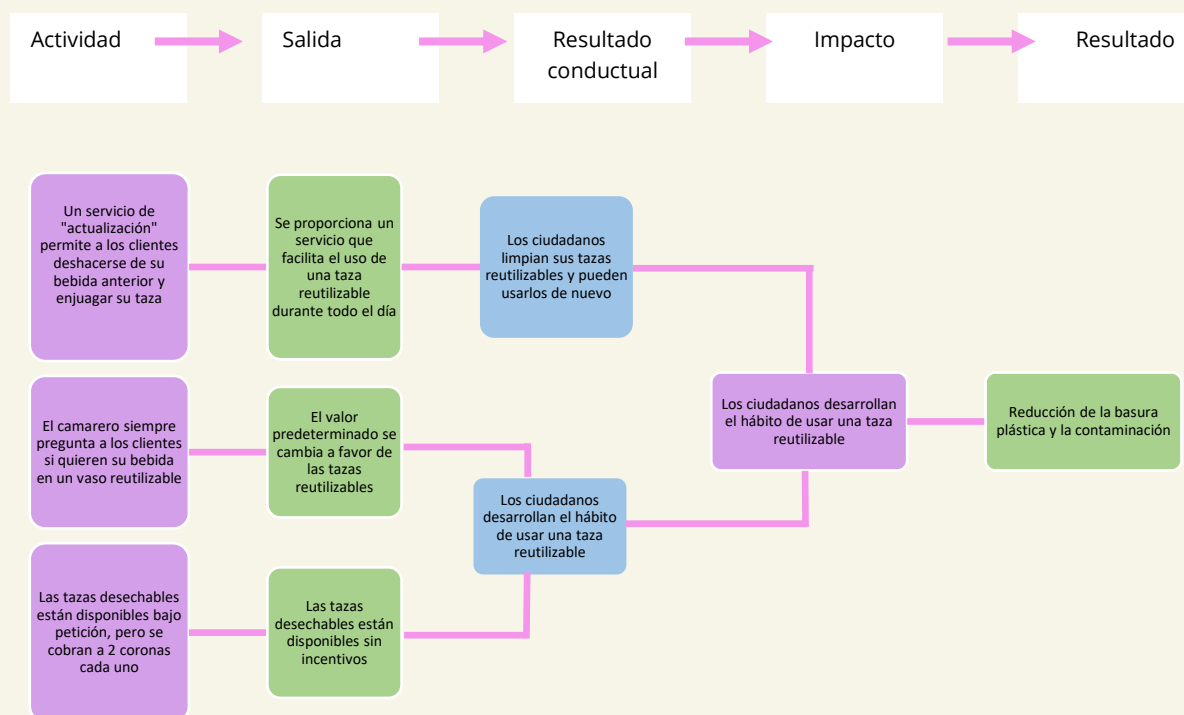 Actividad
Salida
Resultado
conductual
Impacto
Resultado
Un servicio de
"actualización"
permite a los clientes
deshacerse de su
bebida anterior y
enjuagar su taza
Se proporciona un
servicio que
facilita el uso de
una taza
reutilizable
durante todo el día
Los ciudadanos
limpian sus tazas
reutilizables y pueden
usarlos de nuevo
El camarero siempre
pregunta a los clientes
si quieren su bebida
en un vaso reutilizable
El valor
predeterminado se
cambia a favor de
las tazas
reutilizables
Los ciudadanos
desarrollan el hábito
de usar una taza
reutilizable
Los ciudadanos desarrollan
el hábito de usar una taza
reutilizable
Reducción de la basura
plástica y la contaminación
Las tazas desechables
están disponibles bajo
petición, pero se
cobran a 2 coronas
cada uno
Las tazas
desechables están
disponibles sin
incentivos